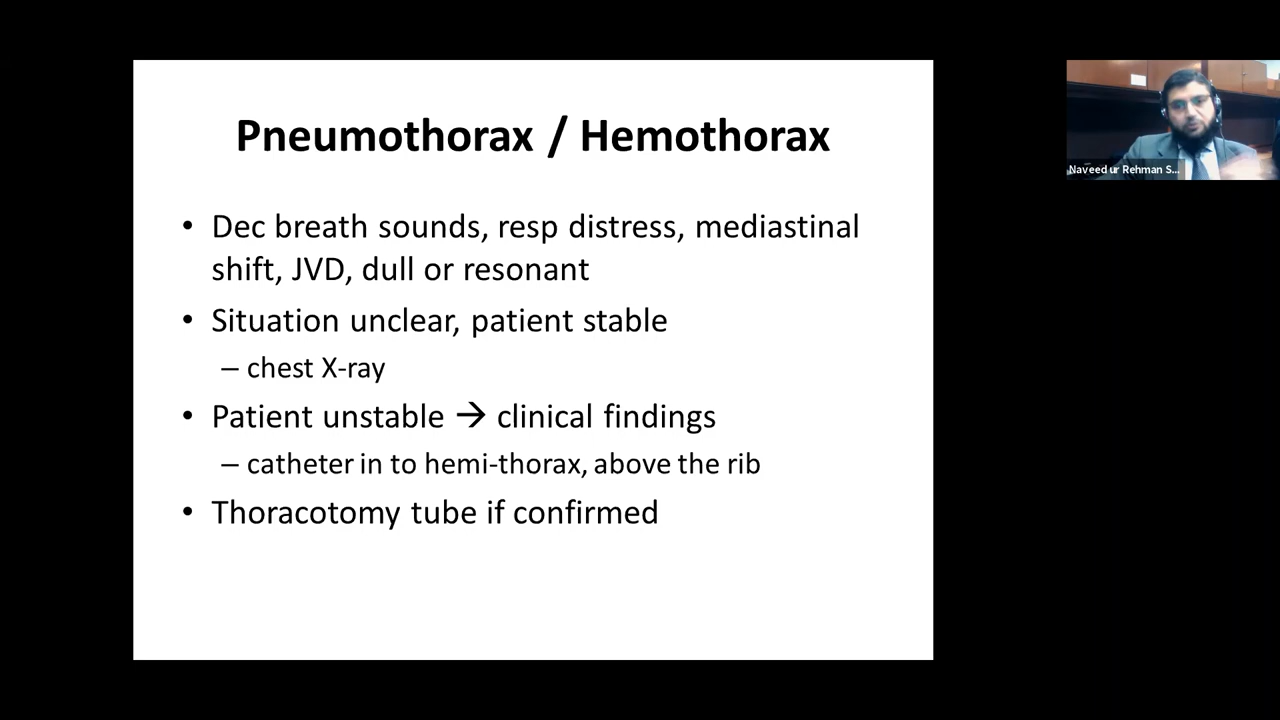 Pneumothorax / Hemothorax
• Dec breath sounds, resp distress, mediastinal
shift, JVD, dull or resonant
• Situation unclear, patient stable
– chest X-ray
• Patient unstable → clinical findings
– catheter in to hemi-thorax, above the rib
• Thoracotomy tube if confirmed
Naveed ur Rehman S...